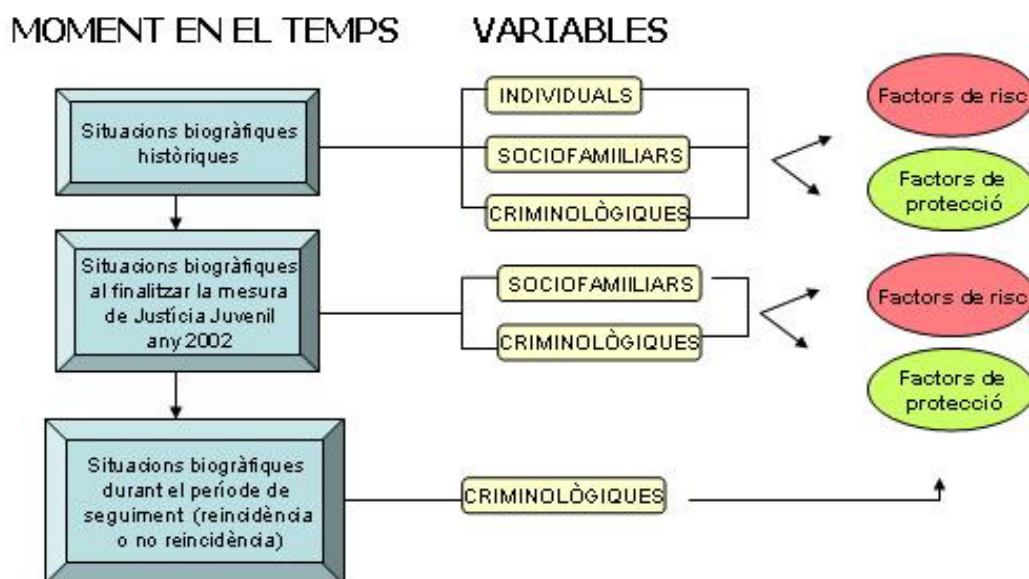 MOMENT EN EL TEMPS
VARIABLES
Situacions biogràfiques
històriques
INDIVIDUALS
SOCIOFAMIILIARS
CRIMINOLÒGIQUES
Factors de risc
Factors de
protecció
Situacions biogràfiques
al finalitzar la mesura
de Justícia Juvenil
any 2002
SOCIOFAMIILIARS
CRIMINOLÒGIQUES
Factors de risc
Factors de
protecció
Situacions biogràfiques
durant el període de
seguiment (reincidència
o no reincidència)
CRIMINOLÒGIQUES